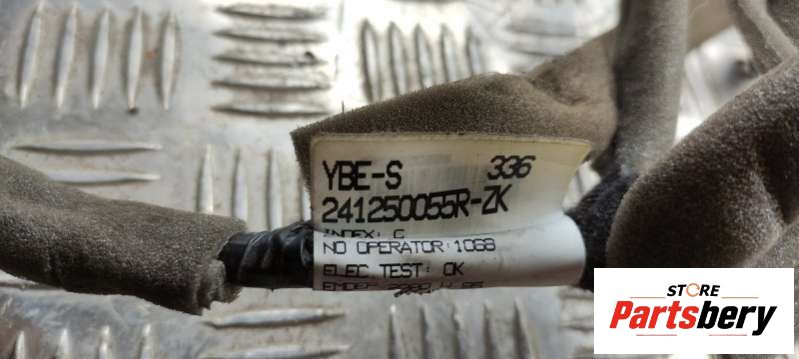 YBE-S 336
241250055R-ZK
INDEX: C
NO OPERATOR:1068
ELEC TEST: OK
STORE
Partsbery